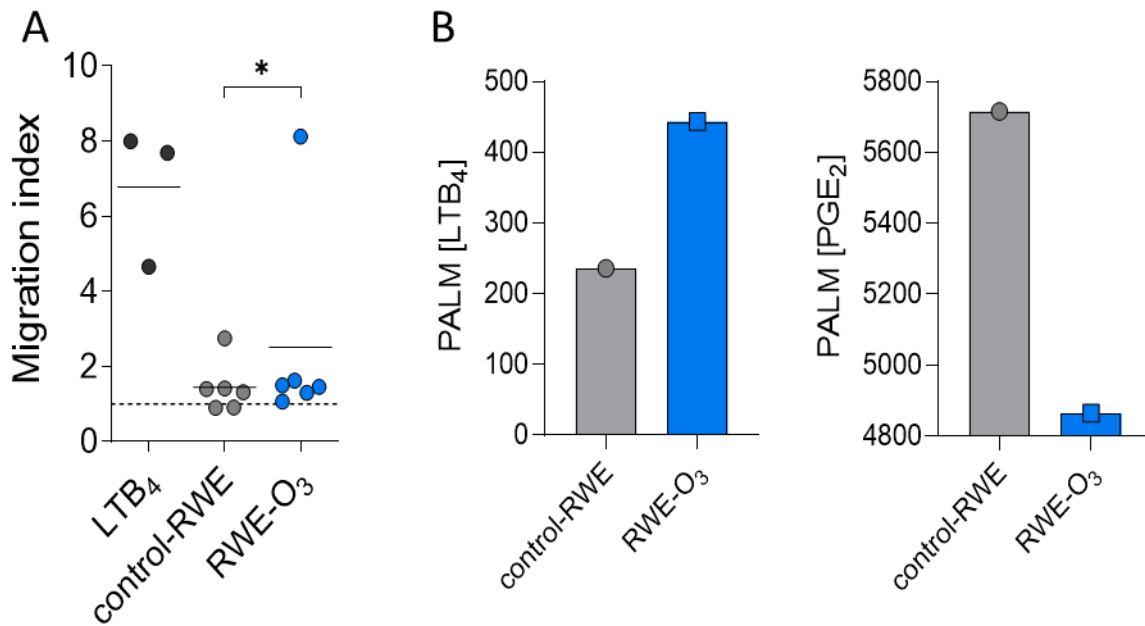 A
Migration index
10
8
6
4
2
0
*
LTB₄
control-RWE
RWE-O₃
B
PALM [LTB₄]
500
400
300
200
100
0
control-RWE
RWE-O₃
PALM [PGE₂]
5800
5600
5400
5200
5000
4800
control-RWE
RWE-O₃